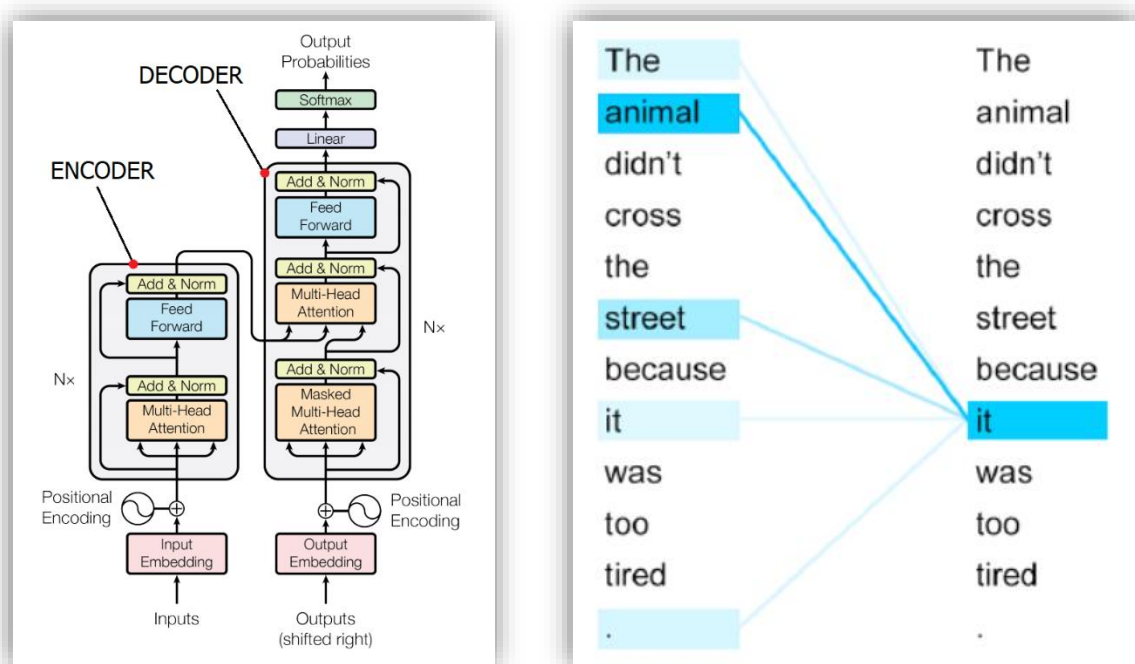 Output
Probabilities
DECODER
Softmax
Linear
ENCODER
Add & Norm
Feed
Forward
Add & Norm
Multi-Head
Attention
Nx
Add & Norm
Masked
Multi-Head
Attention
Add & Norm
Feed
Forward
Nx
Add & Norm
Multi-Head
Attention
Positional
Encoding
Positional
Encoding
Input
Embedding
Output
Embedding
Inputs
Outputs
(shifted right)
The
animal
didn't
cross
the
street
because
it
was
too
tired
.
The
animal
didn't
cross
the
street
because
it
was
too
tired
.